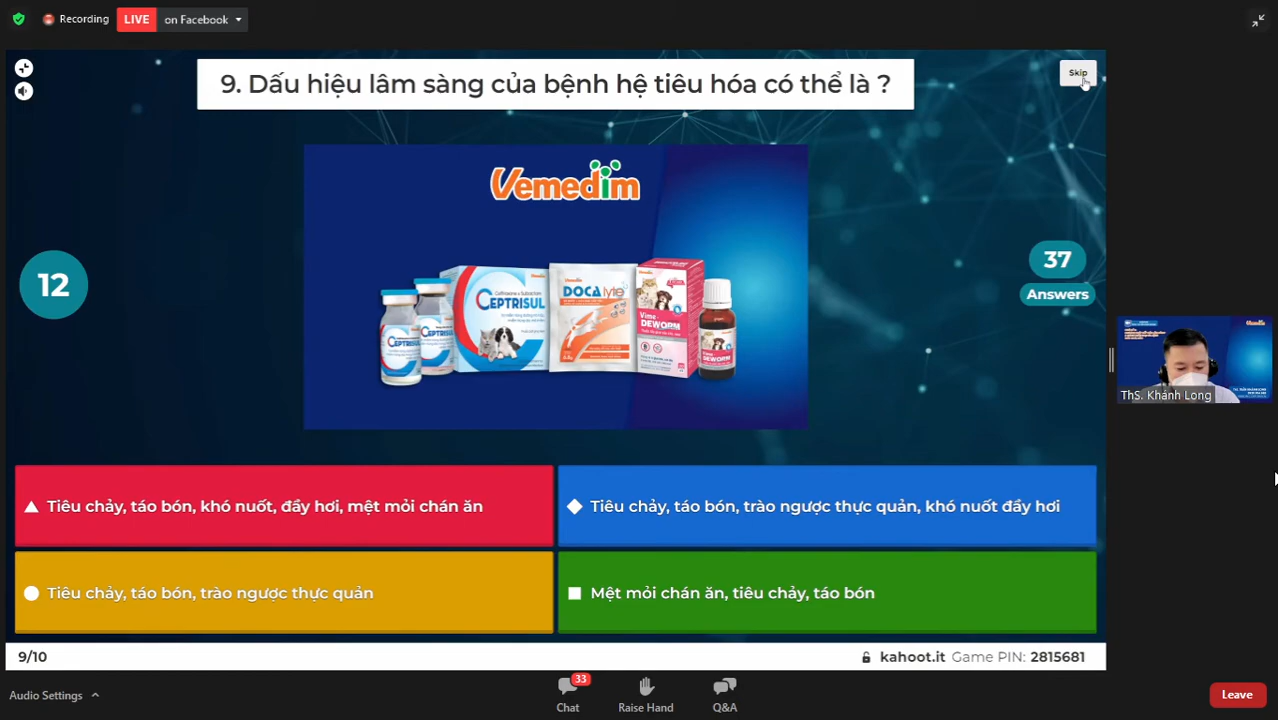 Recording
LIVE
on Facebook
9. Dấu hiệu lâm sàng của bệnh hệ tiêu hóa có thể là ?
Skip
Vemedim
12
37
Answers
CEPTRISUL
CEPTRISUL
DOCAlyte
Vime-
DEWORM
ThS. Khánh Long
Tiêu chảy, táo bón, khó nuốt, đầy hơi, mệt mỏi chán ăn
Tiêu chảy, táo bón, trào ngược thực quản, khó nuốt đầy hơi
Tiêu chảy, táo bón, trào ngược thực quản
Mệt mỏi chán ăn, tiêu chảy, táo bón
9/10
kahoot.it Game PIN: 2815681
Audio Settings
33
Chat
Raise Hand
Q&A
Leave